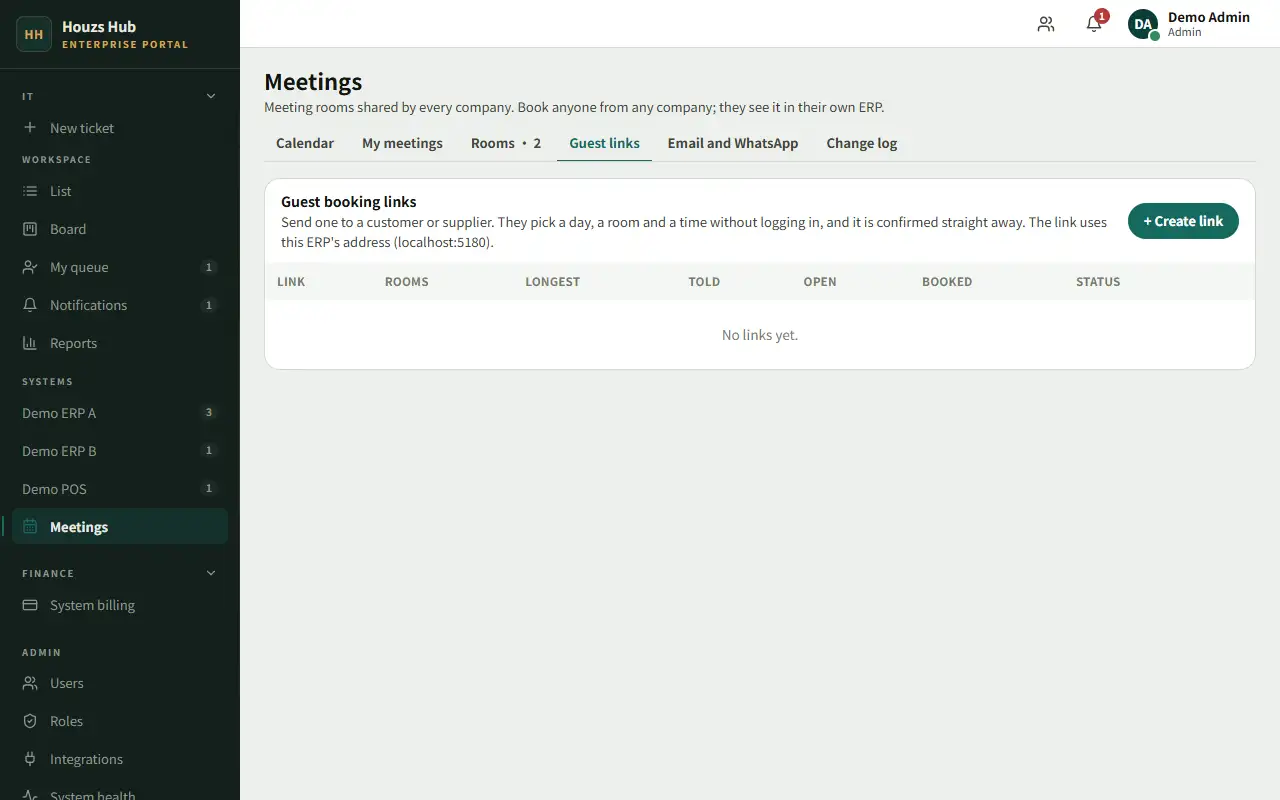 HH
Houzs Hub
ENTERPRISE PORTAL
IT
New ticket
WORKSPACE
List
Board
My queue 1
Notifications 1
Reports
SYSTEMS
Demo ERP A 3
Demo ERP B 1
Demo POS 1
Meetings
FINANCE
System billing
ADMIN
Users
Roles
Integrations
System health
1
DA
Demo Admin
Admin
Meetings
Meeting rooms shared by every company. Book anyone from any company; they see it in their own ERP.
Calendar My meetings Rooms • 2 Guest links Email and WhatsApp Change log
Guest booking links
Send one to a customer or supplier. They pick a day, a room and a time without logging in, and it is confirmed straight away. The link uses
this ERP's address (localhost:5180).
+ Create link
LINK ROOMS LONGEST TOLD OPEN BOOKED STATUS
No links yet.